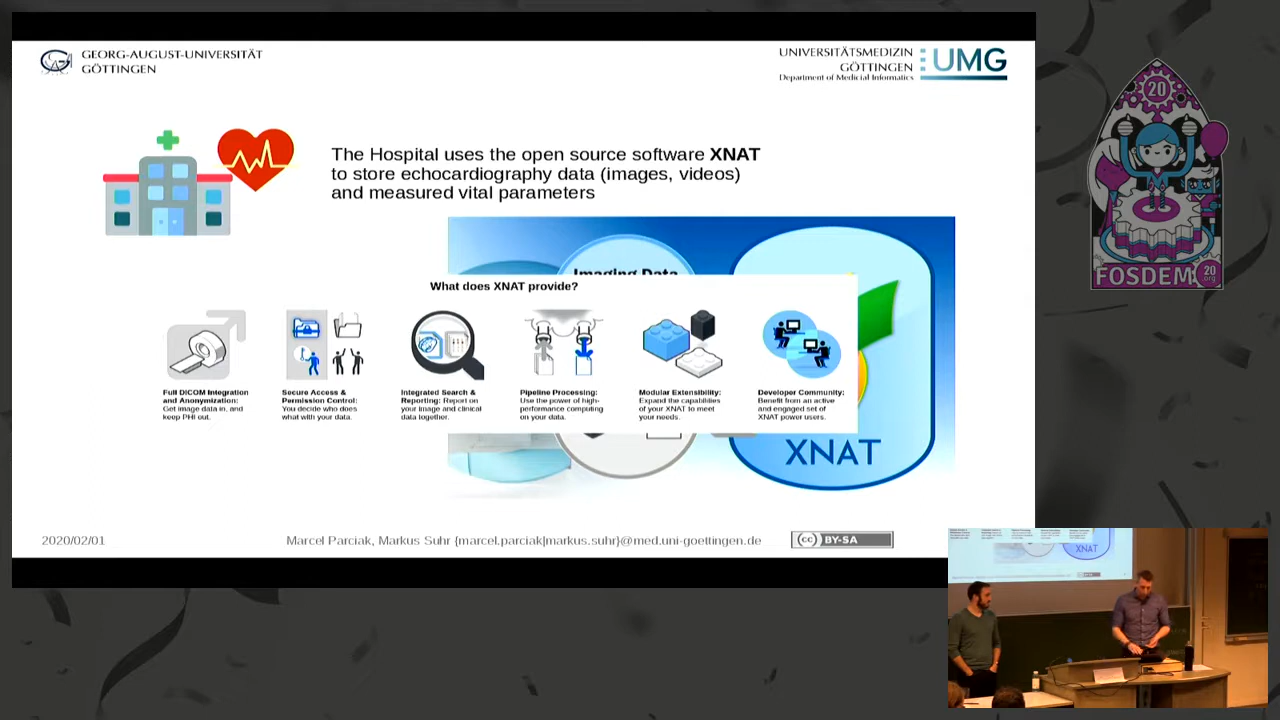 GEORG-AUGUST-UNIVERSITÄT
GÖTTINGEN
UNIVERSITÄTSMEDIZIN
GÖTTINGEN
UMG
Department of Medicial Informatics
The Hospital uses the open source software XNAT
to store echocardiography data (images, videos)
and measured vital parameters
Imaging Data
What does XNAT provide?
Full DICOM Integration
and Anonymization:
Get image data in, and
keep PHI out.
Secure Access &
Permission Control:
You decide who does
what with your data.
Integrated Search &
Reporting: Report on
your image and clinical
data together.
Pipeline Processing:
Use the power of high-
performance computing
on your data.
Modular Extensibility:
Expand the capabilities
of your XNAT to meet
your needs.
Developer Community:
Benefit from an active
and engaged set of
XNAT power users.
XNAT
2020/02/01
Marcel Parciak, Markus Suhr {marcel.parciak|markus.suhr}@med.uni-goettingen.de
cc BY-SA
20
FOSDEM
20
.org
XNAT